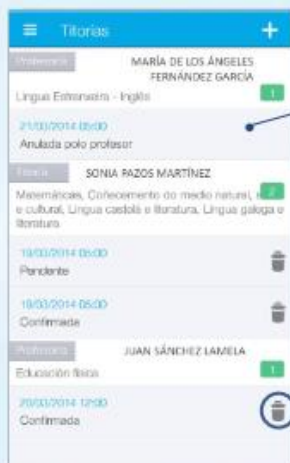 Titorías
Profesor/a MARÍA DE LOS ÁNGELES
FERNÁNDEZ GARCÍA
Lingua Estranxeira - Inglés 1
21/03/2014 05:00
Anulada polo profesor
Titor/a SONIA PAZOS MARTÍNEZ
Matemáticas, Coñecemento do medio natural, 2
e cultural, Lingua castelá e literatura, Lingua galega e
literatura
19/03/2014 05:00
Pendente
19/03/2014 05:00
Confirmada
Profesor/a JUAN SÁNCHEZ LAMELA
Educación física 1
20/03/2014 12:00
Confirmada